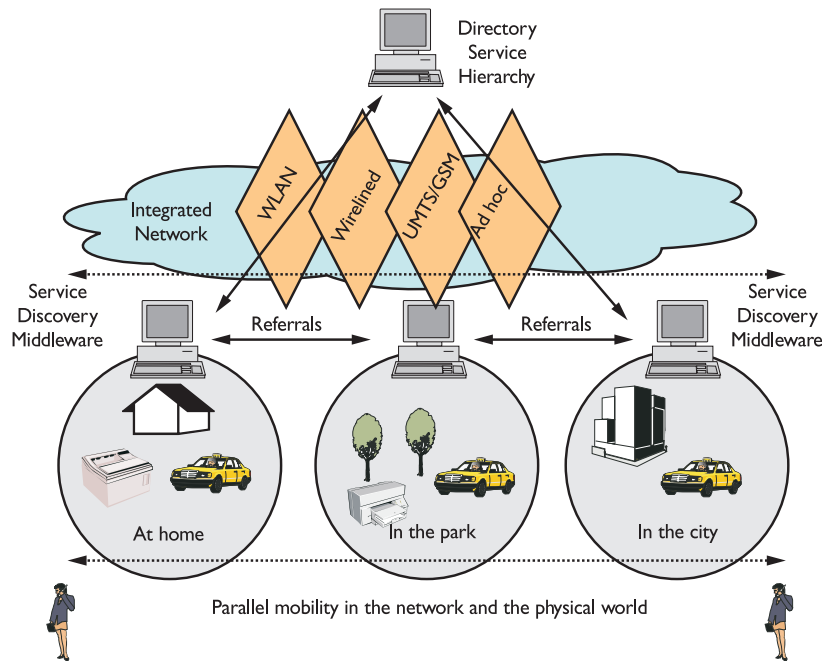 Directory
Service
Hierarchy
WLAN
Wirelined
UMTS/GSM
Ad hoc
Integrated
Network
Service
Discovery
Middleware
Referrals
Referrals
Service
Discovery
Middleware
At home
In the park
In the city
Parallel mobility in the network and the physical world